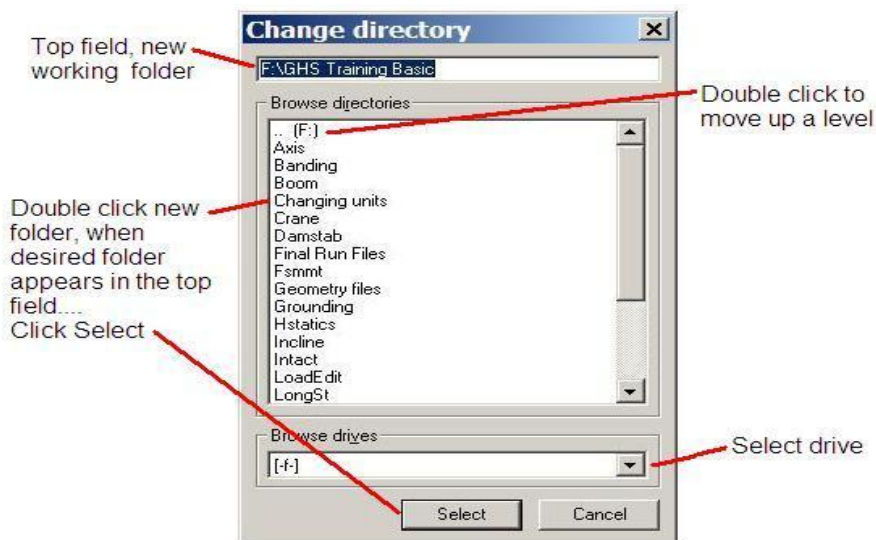 Change directory
Top field, new
working folder
F:\GHS Training Basic
Browse directories
Double click to
move up a level
.. (F:)
Axis
Banding
Boom
Changing units
Crane
Damstab
Final Run Files
Fsmmt
Geometry files
Grounding
Hstatics
Incline
Intact
LoadEdit
LongSt
Double click new
folder, when
desired folder
appears in the top
field....
Click Select
Browse drives
[-f-]
Select drive
Select
Cancel